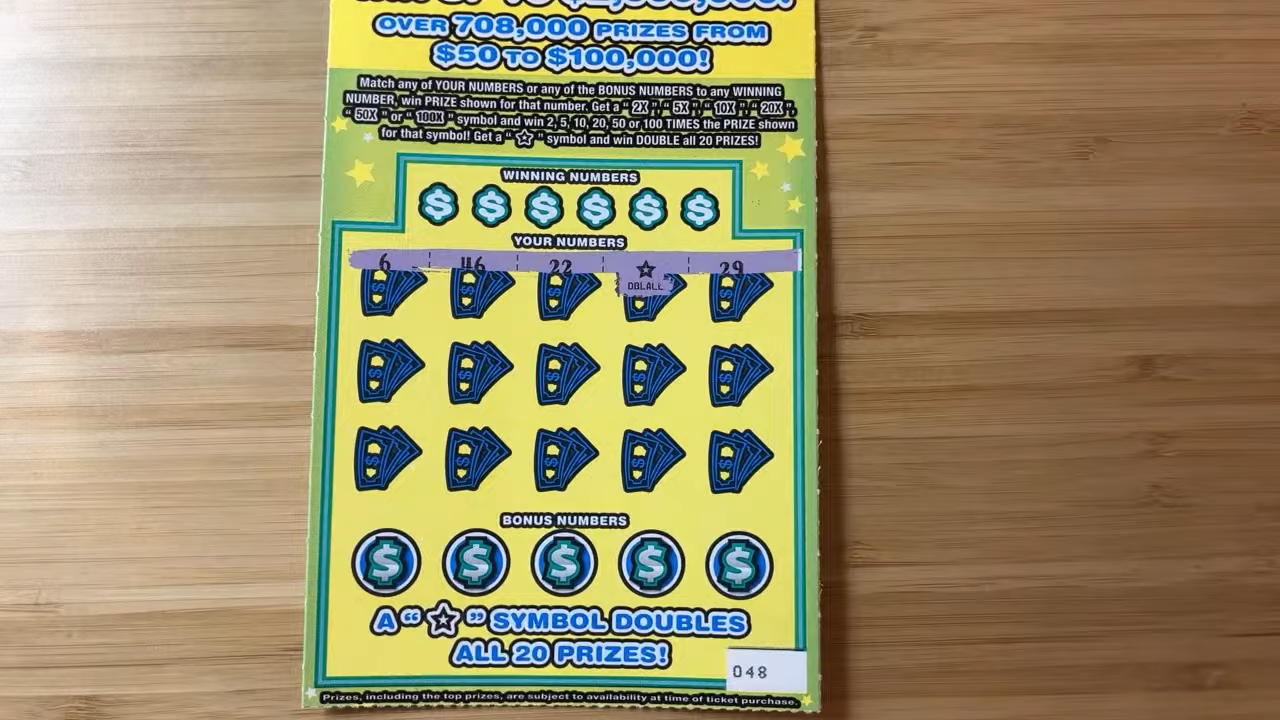 OVER 708,000 PRIZES FROM
$50 TO $100,000!
Match any of YOUR NUMBERS or any of the BONUS NUMBERS to any WINNING
NUMBER, win PRIZE shown for that number. Get a "2X", "5X", "10X", "20X",
"50X" or "100X" symbol and win 2, 5, 10, 20, 50 or 100 TIMES the PRIZE shown
for that symbol! Get a "☆" symbol and win DOUBLE all 20 PRIZES!
WINNING NUMBERS
$ $ $ $ $ $
YOUR NUMBERS
6 46 22 ☆ 29
DBLALL
$ $ $ $ $
$ $ $ $ $
$ $ $ $ $
BONUS NUMBERS
$ $ $ $ $
A "☆" SYMBOL DOUBLES
ALL 20 PRIZES!
048
Prizes, including the top prizes, are subject to availability at time of ticket purchase.